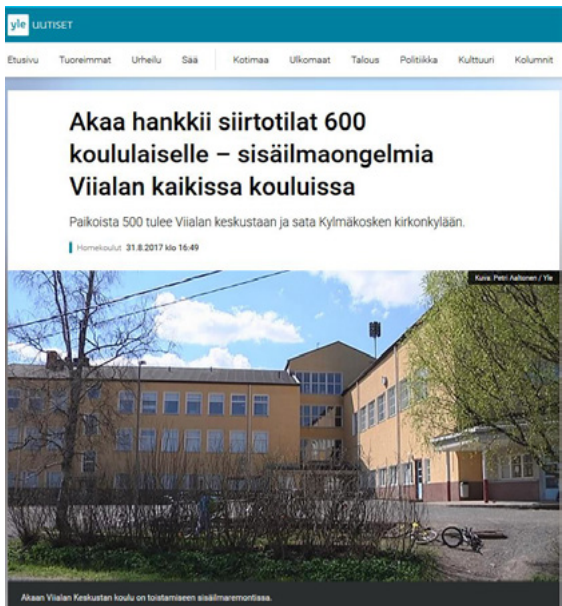 yle UUTISET
Etusivu Tuoreimmat Urheilu Sää Kotimaa Ulkomaat Talous Politiikka Kulttuuri Kolumnit
Akaa hankkii siirtotilat 600
koululaiselle – sisäilmaongelmia
Viialan kaikissa kouluissa
Paikoista 500 tulee Viialan keskustaan ja sata Kylmäkosken kirkonkylään.
Homekoulut 31.8.2017 klo 16:49
Kuva: Petri Aaltonen / Yle
Akaan Viialan Keskustan koulu on toistamiseen sisäilmaremontissa.